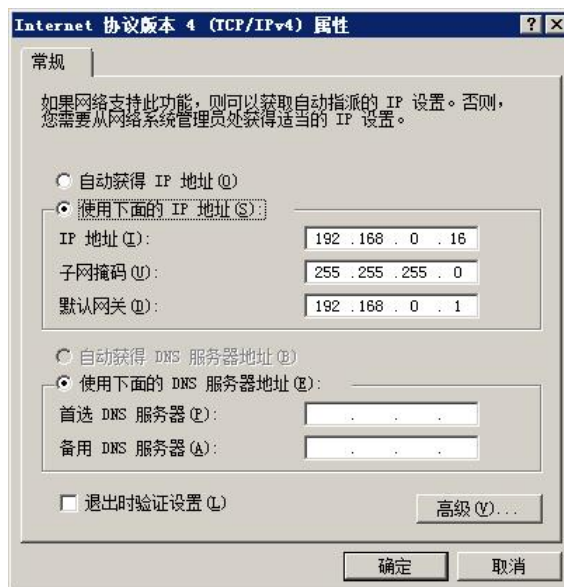 Internet 协议版本 4 (TCP/IPv4) 属性
常规
如果网络支持此功能，则可以获取自动指派的 IP 设置。否则，
您需要从网络系统管理员处获得适当的 IP 设置。
自动获得 IP 地址(O)
使用下面的 IP 地址(S):
IP 地址(I): 192 .168 . 0 . 16
子网掩码(U): 255 .255 .255 . 0
默认网关(D): 192 .168 . 0 . 1
自动获得 DNS 服务器地址(B)
使用下面的 DNS 服务器地址(E):
首选 DNS 服务器(P): . . .
备用 DNS 服务器(A): . . .
退出时验证设置(L)
高级(V)...
确定 取消